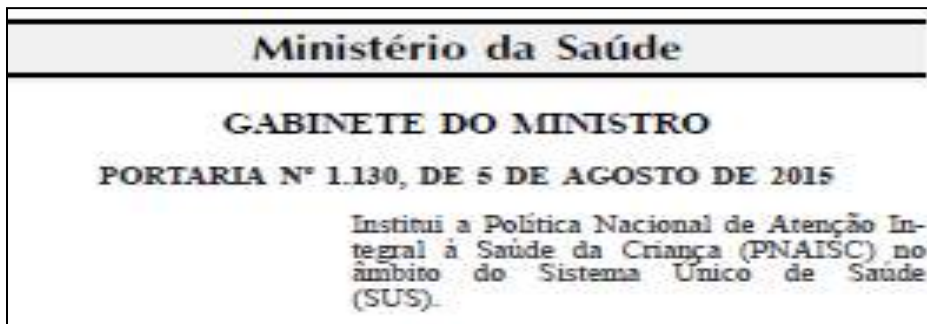 Ministério da Saúde
GABINETE DO MINISTRO
PORTARIA Nº 1.130, DE 5 DE AGOSTO DE 2015
Institui a Política Nacional de Atenção In-
tegral à Saúde da Criança (PNAISC) no
âmbito do Sistema Único de Saúde
(SUS).